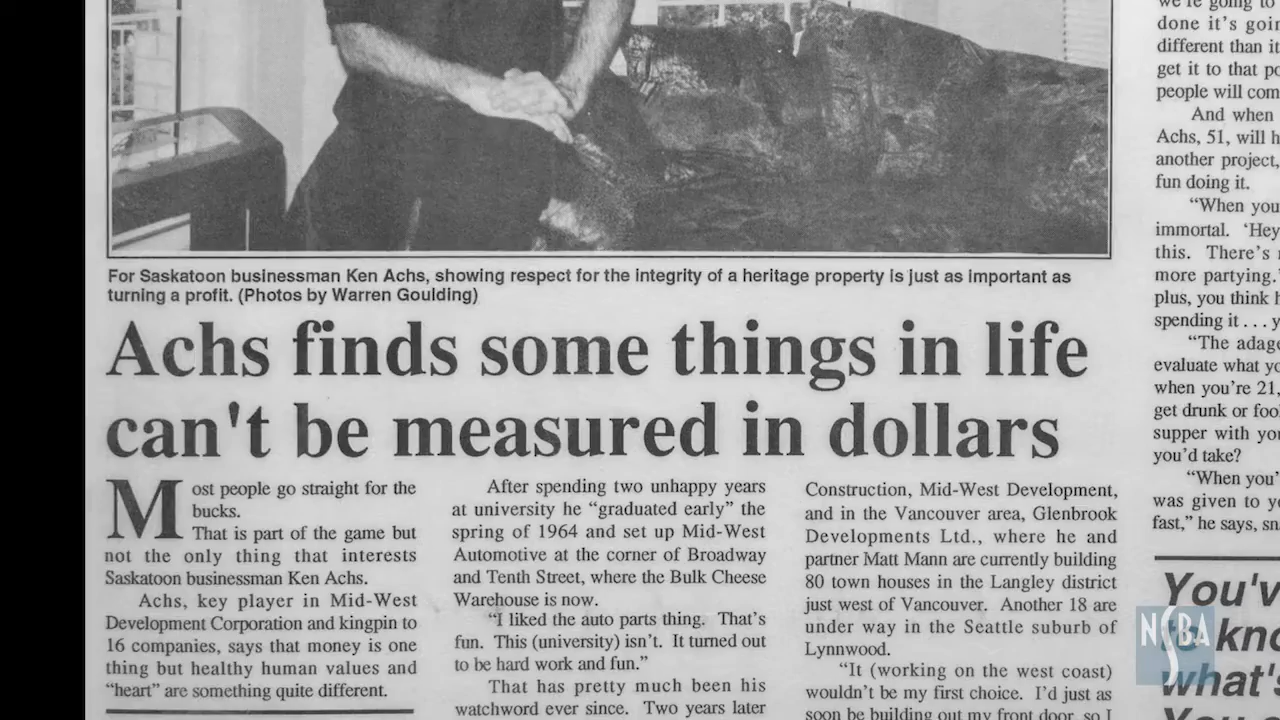 For Saskatoon businessman Ken Achs, showing respect for the integrity of a heritage property is just as important as
turning a profit. (Photos by Warren Goulding)
Achs finds some things in life
can't be measured in dollars
Most people go straight for the
bucks.
That is part of the game but
not the only thing that interests
Saskatoon businessman Ken Achs.
Achs, key player in Mid-West
Development Corporation and kingpin to
16 companies, says that money is one
thing but healthy human values and
“heart” are something quite different.
After spending two unhappy years
at university he “graduated early” the
spring of 1964 and set up Mid-West
Automotive at the corner of Broadway
and Tenth Street, where the Bulk Cheese
Warehouse is now.
“I liked the auto parts thing. That's
fun. This (university) isn't. It turned out
to be hard work and fun.”
That has pretty much been his
watchword ever since. Two years later
Construction, Mid-West Development,
and in the Vancouver area, Glenbrook
Developments Ltd., where he and
partner Matt Mann are currently building
80 town houses in the Langley district
just west of Vancouver. Another 18 are
under way in the Seattle suburb of
Lynnwood.
“It (working on the west coast)
wouldn't be my first choice. I'd just as
soon be building out my front door, so I
we're going to
done it's goi
different than i
get it to that po
people will com
And when
Achs, 51, will h
another project,
fun doing it.
“When you
immortal. ‘Hey
this. There's
more partying.
plus, you think h
spending it . . . y
“The adage
evaluate what yo
when you're 21,
get drunk or foo
supper with you
you'd take?
“When you'
was given to y
fast,” he says, sn
You'v
to kno
what's
NSBA